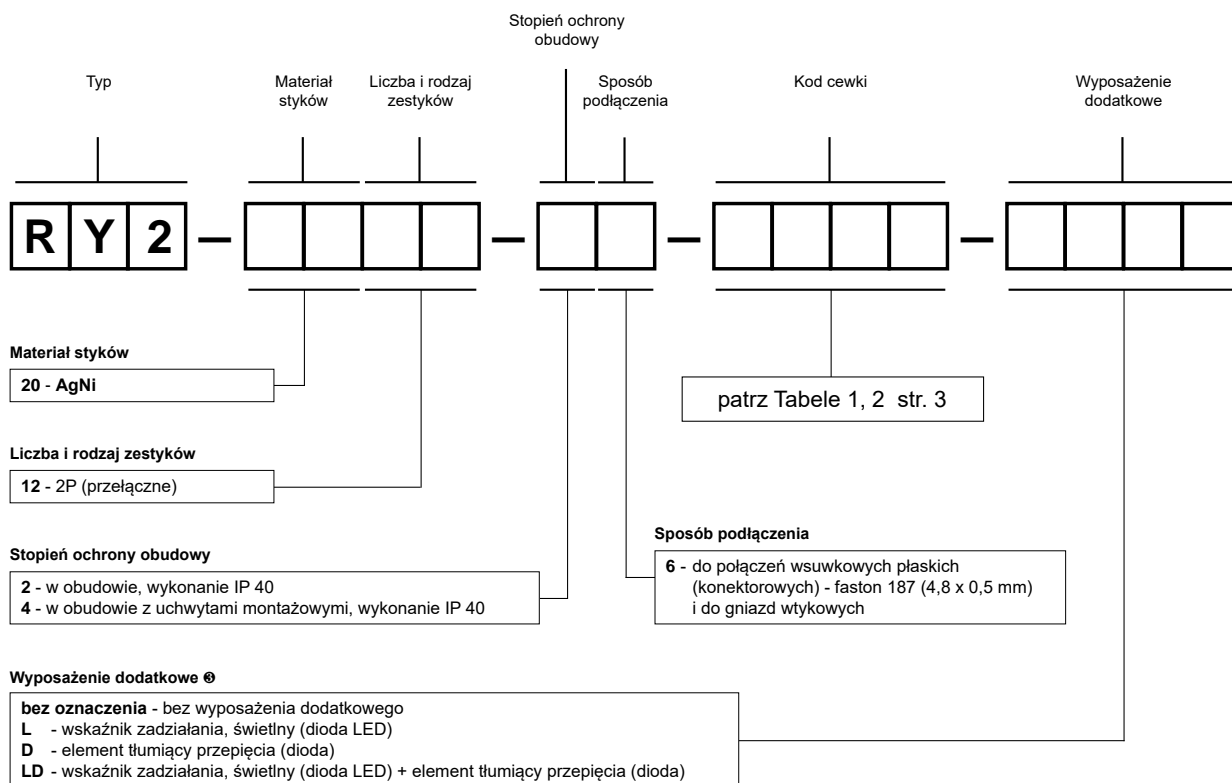 Stopień ochrony
obudowy
Typ
Materiał
styków
Liczba i rodzaj
zestyków
Sposób
podłączenia
Kod cewki
Wyposażenie
dodatkowe
R Y 2 – – – –
Materiał styków
20 - AgNi
patrz Tabele 1, 2 str. 3
Liczba i rodzaj zestyków
12 - 2P (przełączne)
Stopień ochrony obudowy
2 - w obudowie, wykonanie IP 40
4 - w obudowie z uchwytami montażowymi, wykonanie IP 40
Sposób podłączenia
6 - do połączeń wsuwkowych płaskich
(konektorowych) - faston 187 (4,8 x 0,5 mm)
i do gniazd wtykowych
Wyposażenie dodatkowe ❸
bez oznaczenia - bez wyposażenia dodatkowego
L - wskaźnik zadziałania, świetlny (dioda LED)
D - element tłumiący przepięcia (dioda)
LD - wskaźnik zadziałania, świetlny (dioda LED) + element tłumiący przepięcia (dioda)